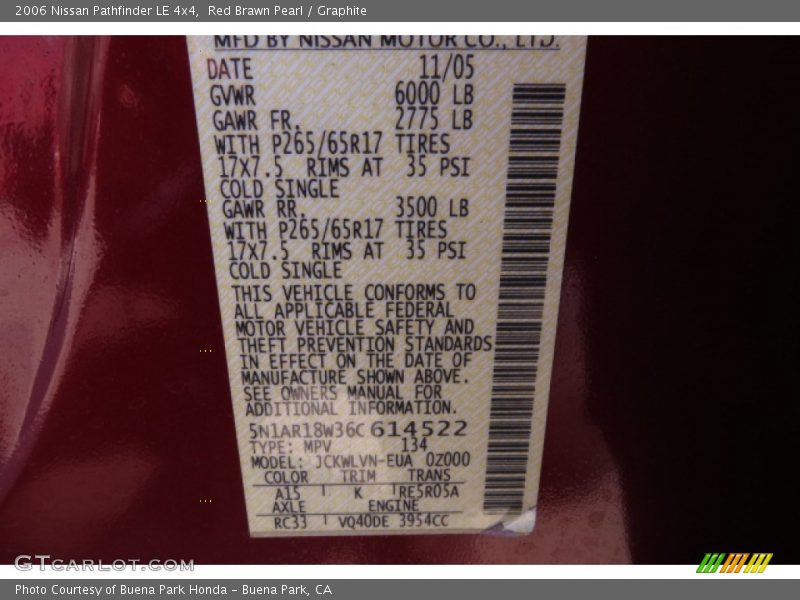 2006 Nissan Pathfinder LE 4x4,  Red Brawn Pearl / Graphite
MFD BY NISSAN MOTOR CO., LTD.
DATE 11/05
GVWR 6000 LB
GAWR FR. 2775 LB
WITH P265/65R17 TIRES
17X7.5 RIMS AT 35 PSI
COLD SINGLE
GAWR RR. 3500 LB
WITH P265/65R17 TIRES
17X7.5 RIMS AT 35 PSI
COLD SINGLE
THIS VEHICLE CONFORMS TO
ALL APPLICABLE FEDERAL
MOTOR VEHICLE SAFETY AND
THEFT PREVENTION STANDARDS
IN EFFECT ON THE DATE OF
MANUFACTURE SHOWN ABOVE.
SEE OWNERS MANUAL FOR
ADDITIONAL INFORMATION.
5N1AR18W36C614522
TYPE: MPV 134
MODEL: JCKWLVN-EUA 0Z000
COLOR TRIM TRANS
A15 K RE5R05A
AXLE ENGINE
RC33 VQ40DE 3954CC
GTCarLot.com
Photo Courtesy of Buena Park Honda – Buena Park, CA